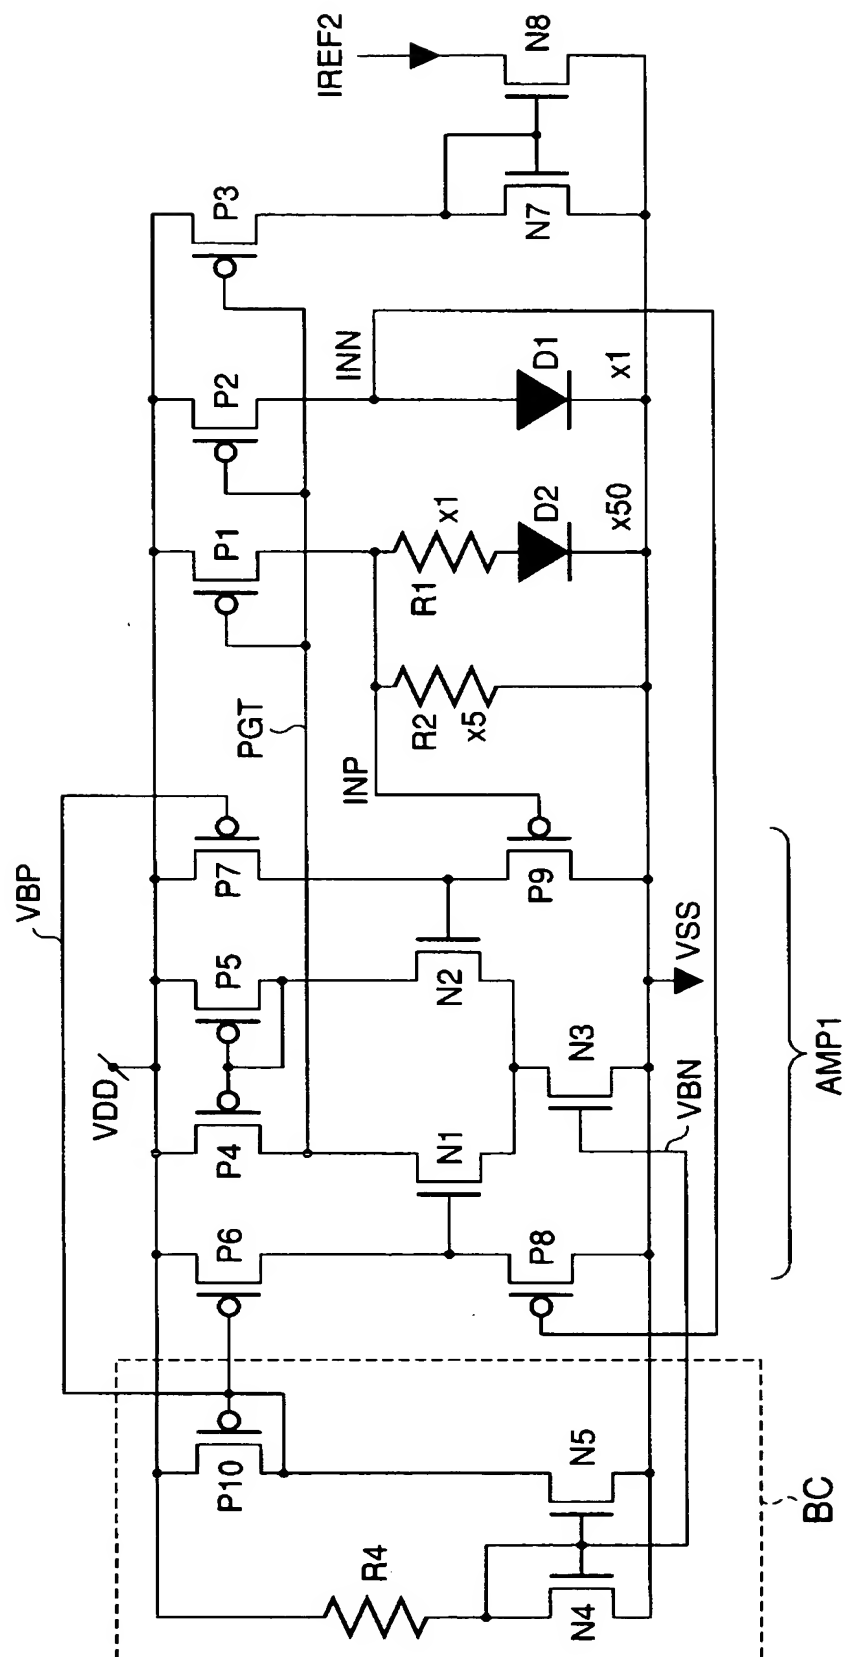 VBP
VDD
PGT
P10
P6
P4
P5
P7
P1
P2
P3
R4
INP
INN
IREF2
N1
N2
R2
x5
R1
x1
D2
x50
D1
x1
N4
N5
P8
N3
P9
N7
N8
VBN
VSS
BC
AMP1